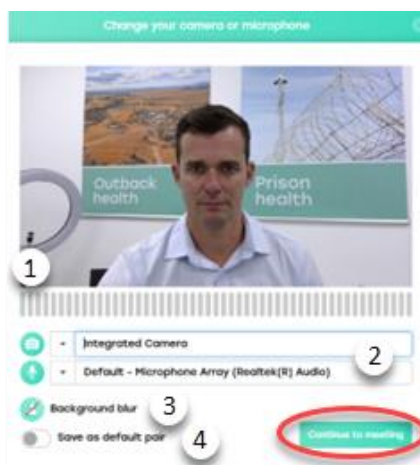 Change your camera or microphone
Outback health
Prison health
1
Integrated Camera
2
Default - Microphone Array (Realtek(R) Audio)
Background blur
3
Save as default pair
4
Continue to meeting